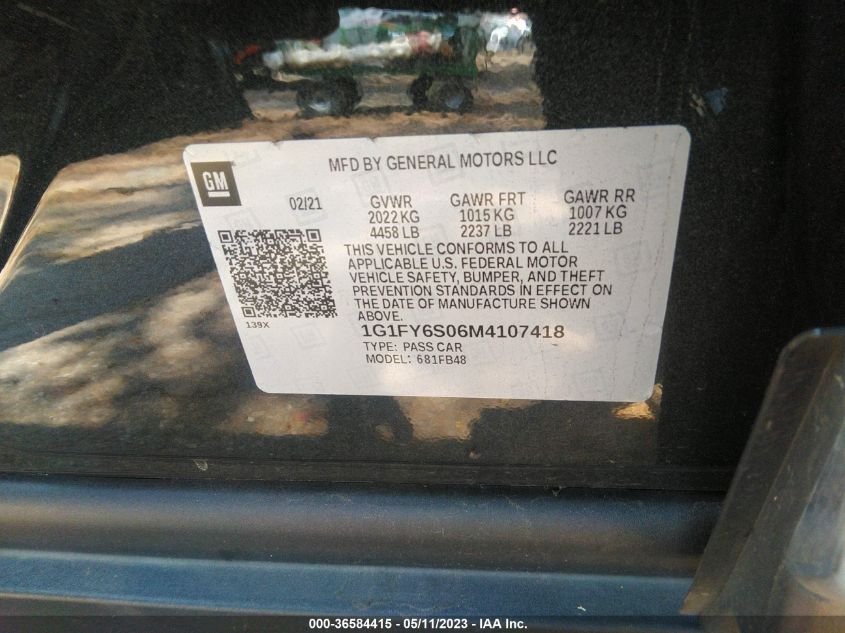 MFD BY GENERAL MOTORS LLC
GM
02/21 GVWR GAWR FRT GAWR RR
2022 KG 1015 KG 1007 KG
4458 LB 2237 LB 2221 LB
THIS VEHICLE CONFORMS TO ALL
APPLICABLE U.S. FEDERAL MOTOR
VEHICLE SAFETY, BUMPER, AND THEFT
PREVENTION STANDARDS IN EFFECT ON
THE DATE OF MANUFACTURE SHOWN
ABOVE.
139X
1G1FY6S06M4107418
TYPE: PASS CAR
MODEL: 681FB48
000-36584415 - 05/11/2023 - IAA Inc.